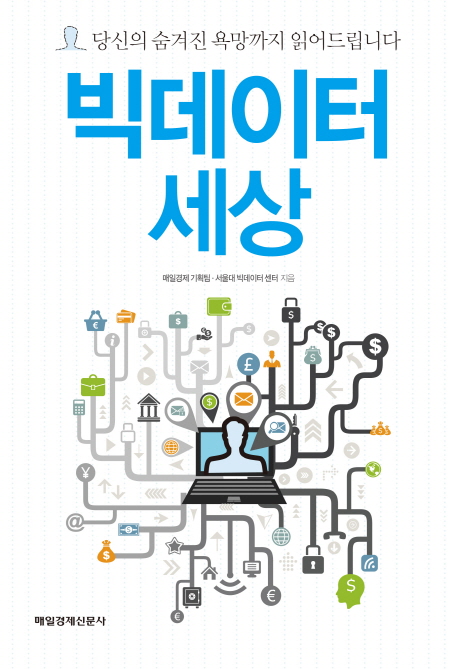 당신의 숨겨진 욕망까지 읽어드립니다
빅데이터
세상
매일경제 기획팀 · 서울대 빅데이터 센터 지음
매일경제신문사